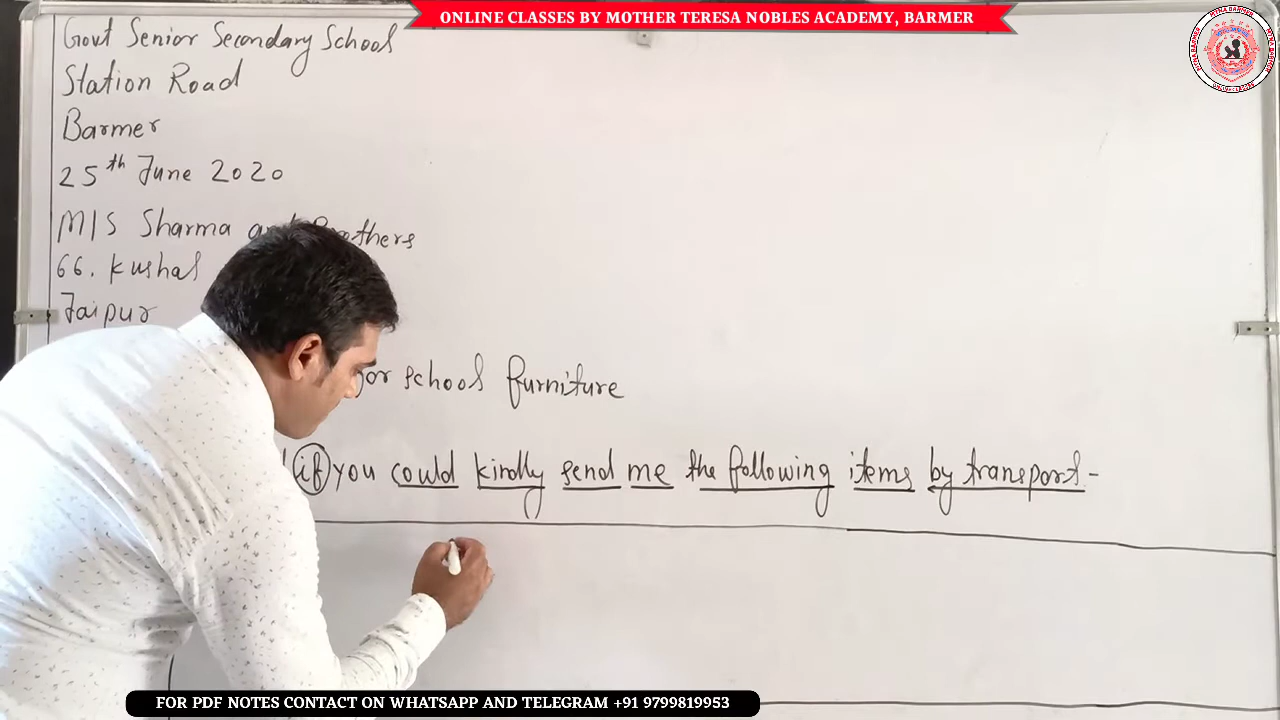 ONLINE CLASSES BY MOTHER TERESA NOBLES ACADEMY, BARMER
Govt Senior Secondary School
Station Road
Barmer
25th June 2020
M/S Sharma and Brothers
66. Kushal
Jaipur
for school furniture
if you could kindly send me the following items by transport-
FOR PDF NOTES CONTACT ON WHATSAPP AND TELEGRAM +91 9799819953